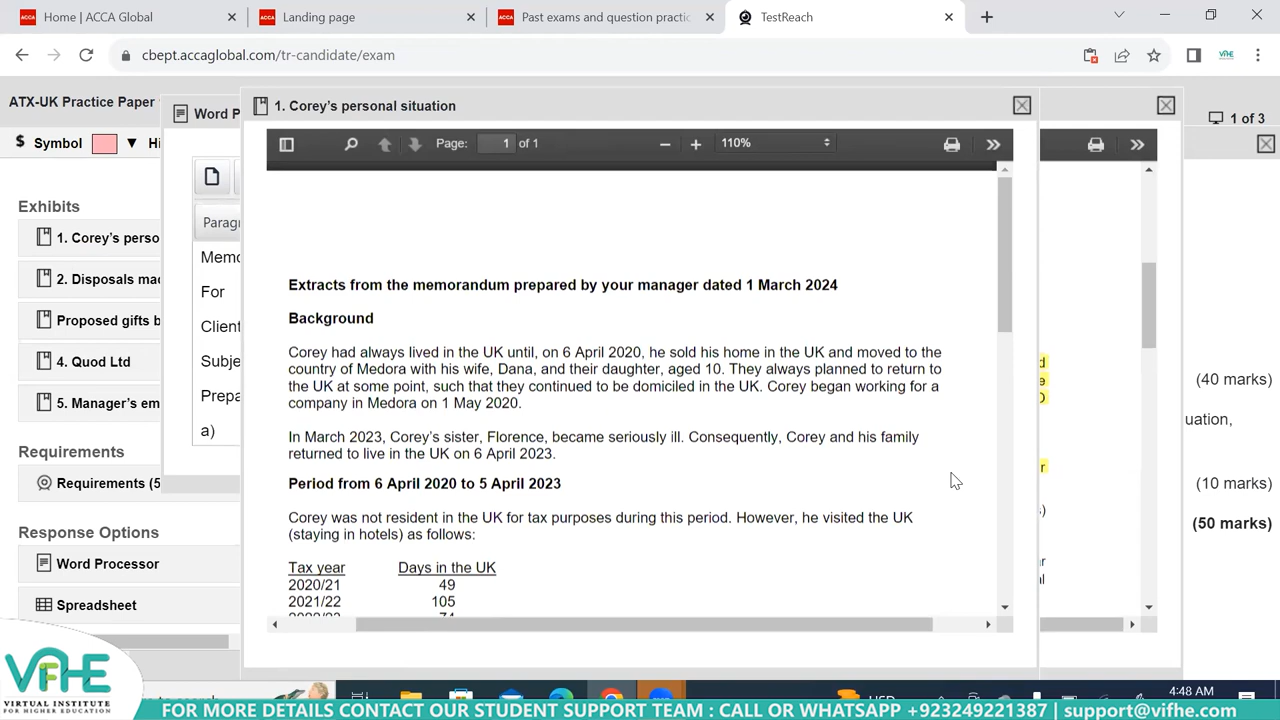 Home | ACCA Global
Landing page
Past exams and question practic
TestReach
cbept.accaglobal.com/tr-candidate/exam
ATX-UK Practice Paper
Word P
1. Corey's personal situation
1 of 3
$ Symbol
Hi
Page: 1 of 1
110%
Exhibits
1. Corey's perso
2. Disposals mad
Proposed gifts b
4. Quod Ltd
5. Manager's em
Requirements
Requirements (5
Response Options
Word Processor
Spreadsheet
Paragr
Memo
For
Client
Subje
Prepa
a)
Extracts from the memorandum prepared by your manager dated 1 March 2024
Background
Corey had always lived in the UK until, on 6 April 2020, he sold his home in the UK and moved to the
country of Medora with his wife, Dana, and their daughter, aged 10. They always planned to return to
the UK at some point, such that they continued to be domiciled in the UK. Corey began working for a
company in Medora on 1 May 2020.
In March 2023, Corey's sister, Florence, became seriously ill. Consequently, Corey and his family
returned to live in the UK on 6 April 2023.
Period from 6 April 2020 to 5 April 2023
Corey was not resident in the UK for tax purposes during this period. However, he visited the UK
(staying in hotels) as follows:
Tax year Days in the UK
2020/21 49
2021/22 105
(40 marks)
uation,
(10 marks)
(50 marks)
4:48 AM
USD
VFHE
VIRTUAL INSTITUTE
FOR HIGHER EDUCATION
FOR MORE DETAILS CONTACT OUR STUDENT SUPPORT TEAM : CALL OR WHATSAPP +923249221387 | support@vifhe.com